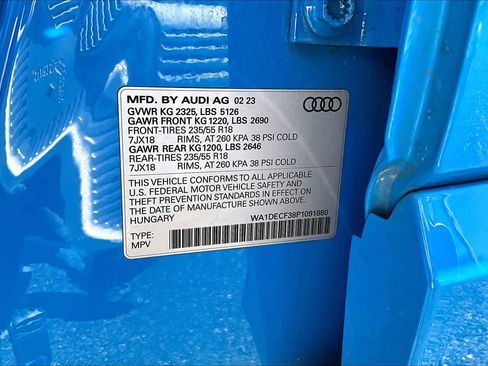 MFD. BY AUDI AG 02 23
GVWR KG 2325, LBS 5126
GAWR FRONT KG 1220, LBS 2690
FRONT-TIRES 235/55 R18
7JX18 RIMS, AT 260 KPA 38 PSI COLD
GAWR REAR KG1200, LBS 2646
REAR-TIRES 235/55 R18
7JX18 RIMS, AT 260 KPA 38 PSI COLD
THIS VEHICLE CONFORMS TO ALL APPLICABLE
U.S. FEDERAL MOTOR VEHICLE SAFETY AND
THEFT PREVENTION STANDARDS IN EFFECT ON
THE DATE OF MANUFACTURE SHOWN ABOVE.
HUNGARY WA1DECF38P1091880
TYPE:
MPV